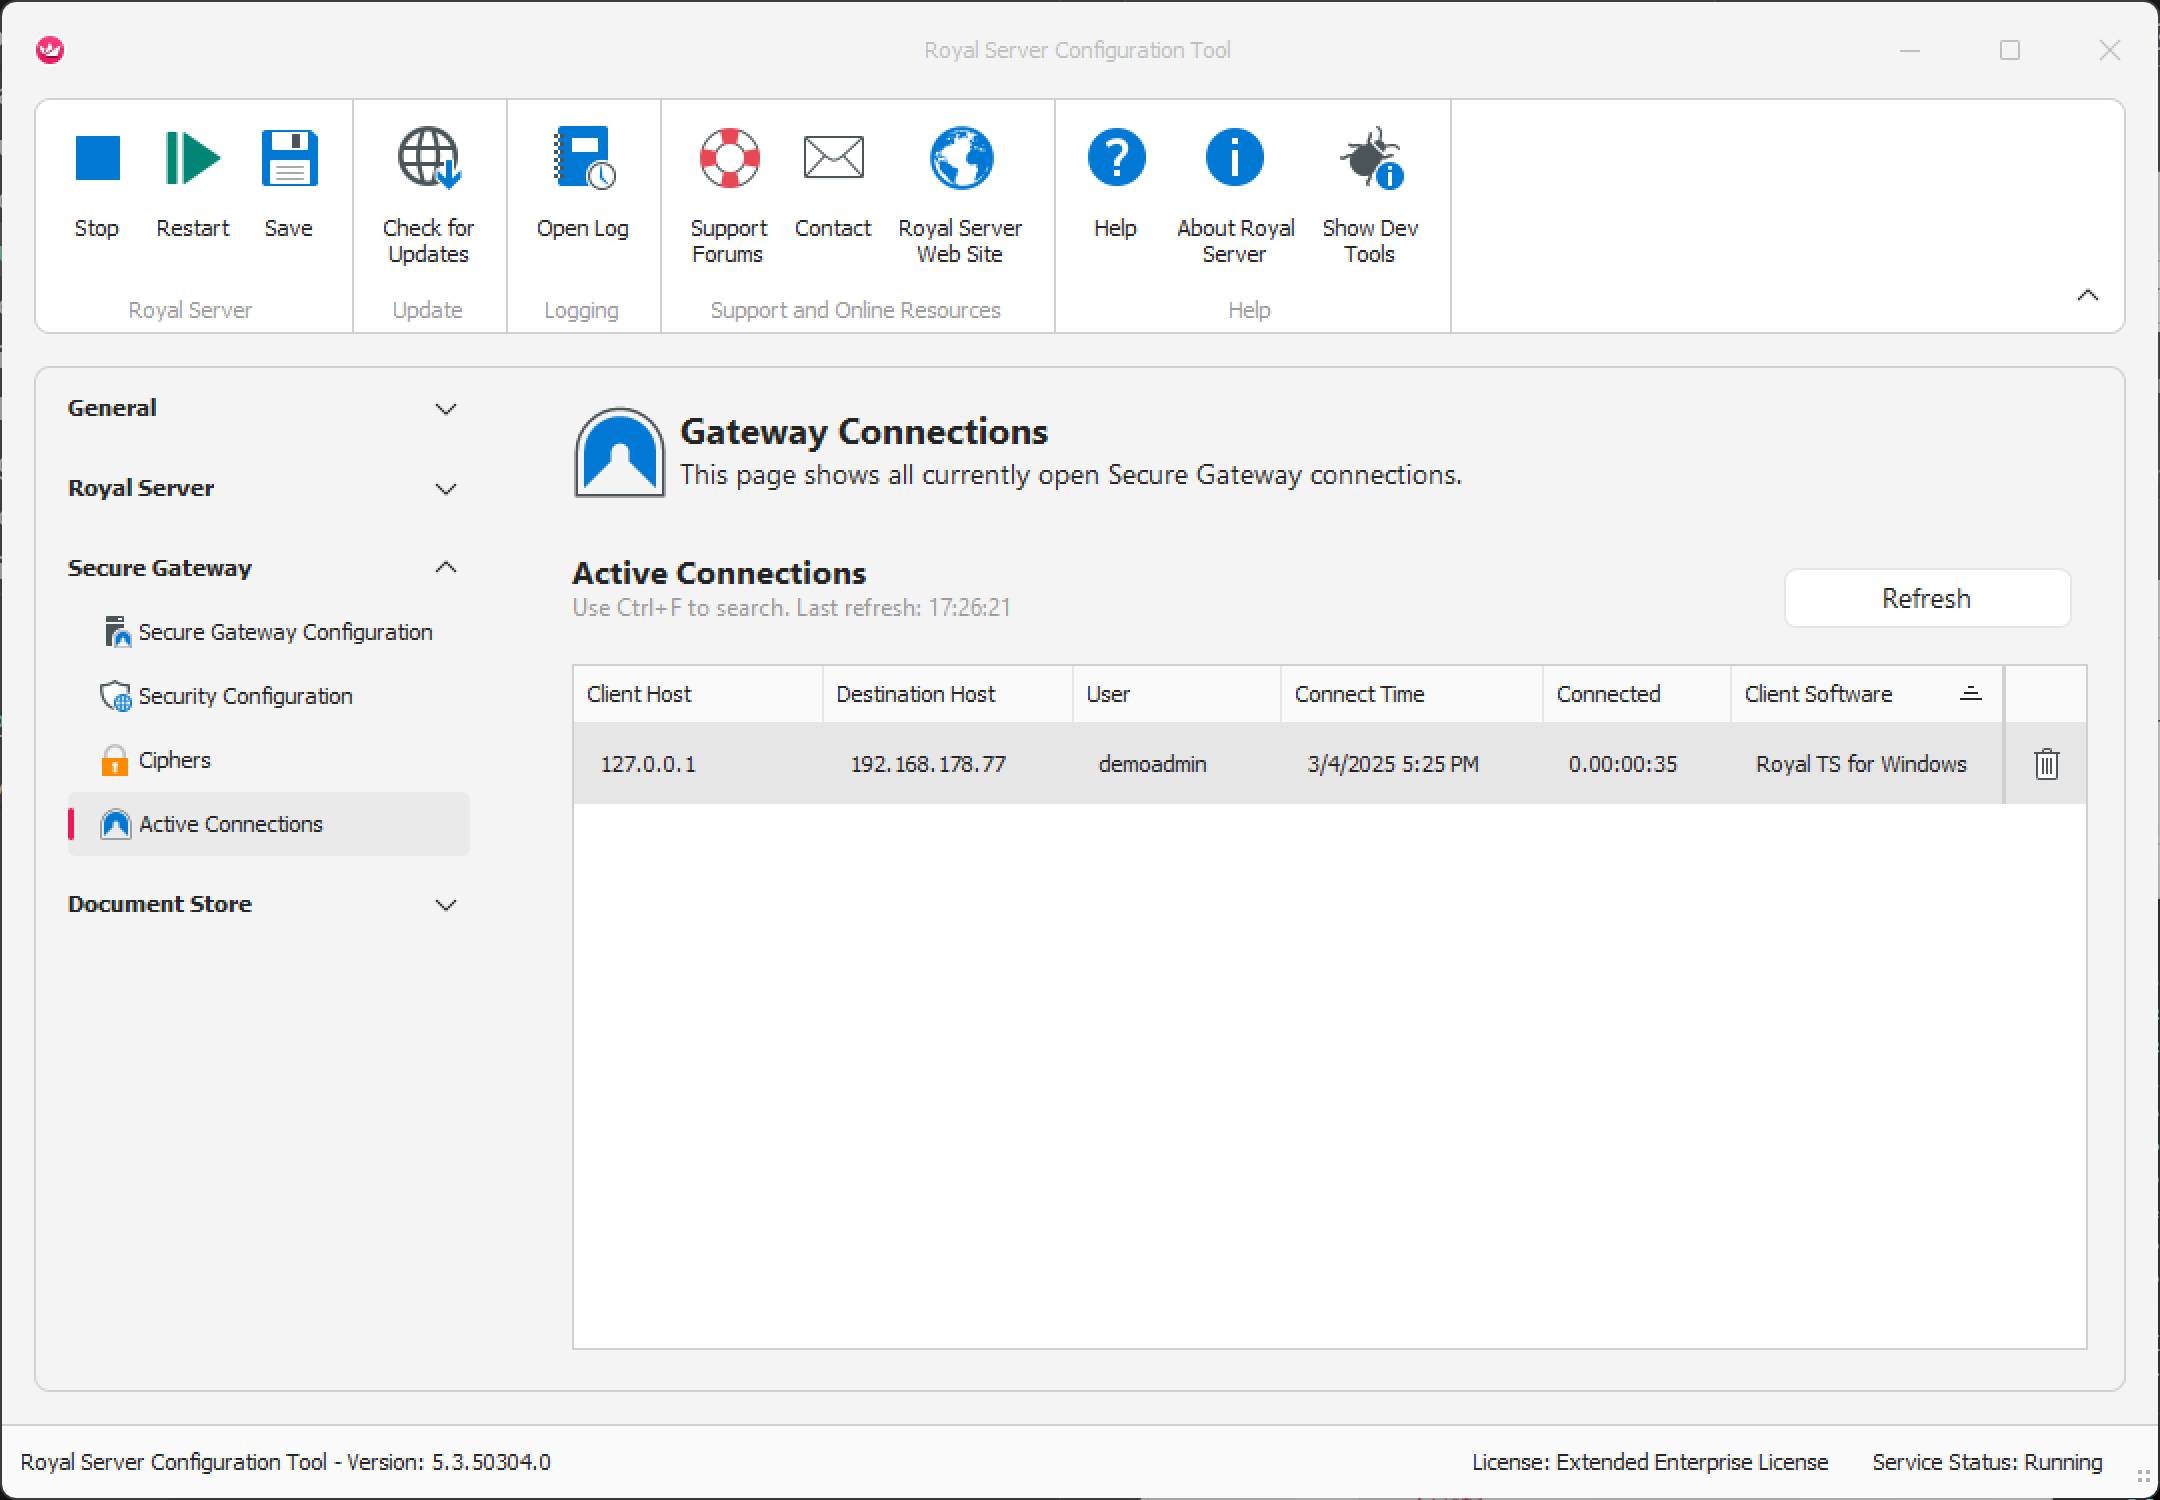 Royal Server Configuration Tool
Stop
Restart
Save
Royal Server
Check for
Updates
Update
Open Log
Logging
Support
Forums
Contact
Royal Server
Web Site
Support and Online Resources
Help
About Royal
Server
Show Dev
Tools
Help
General
Royal Server
Secure Gateway
Secure Gateway Configuration
Security Configuration
Ciphers
Active Connections
Document Store
Gateway Connections
This page shows all currently open Secure Gateway connections.
Active Connections
Use Ctrl+F to search. Last refresh: 17:26:21
Refresh
Client Host Destination Host User Connect Time Connected Client Software
127.0.0.1 192.168.178.77 demoadmin 3/4/2025 5:25 PM 0.00:00:35 Royal TS for Windows
Royal Server Configuration Tool - Version: 5.3.50304.0
License: Extended Enterprise License
Service Status: Running